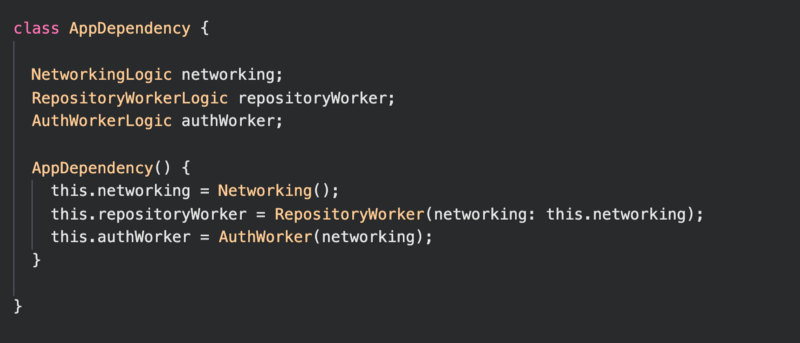 class AppDependency {
NetworkingLogic networking;
RepositoryWorkerLogic repositoryWorker;
AuthWorkerLogic authWorker;
AppDependency() {
this.networking = Networking();
this.repositoryWorker = RepositoryWorker(networking: this.networking);
this.authWorker = AuthWorker(networking);
}
}